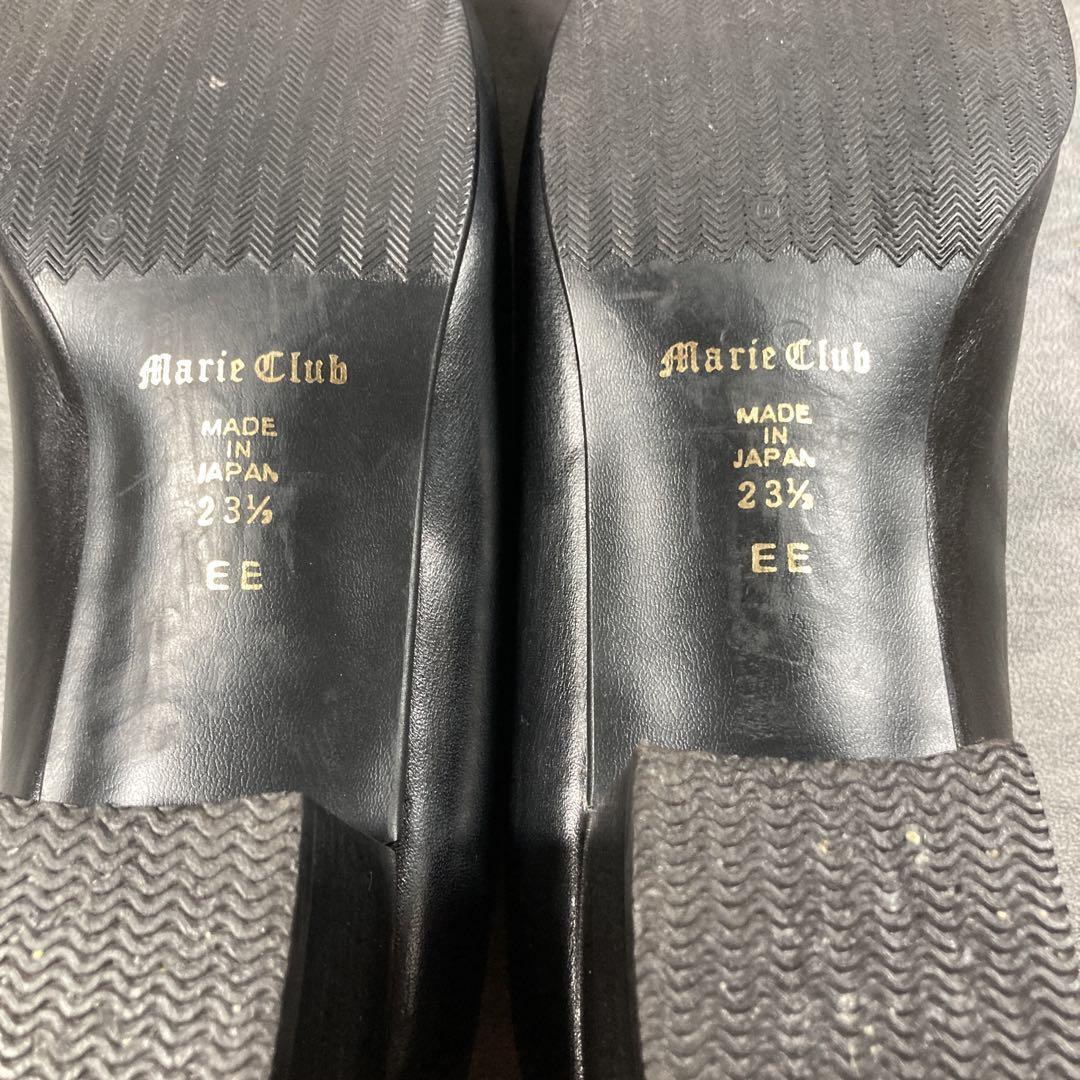 Marie Club
MADE
IN
JAPAN
23½
EE
Marie Club
MADE
IN
JAPAN
23½
EE